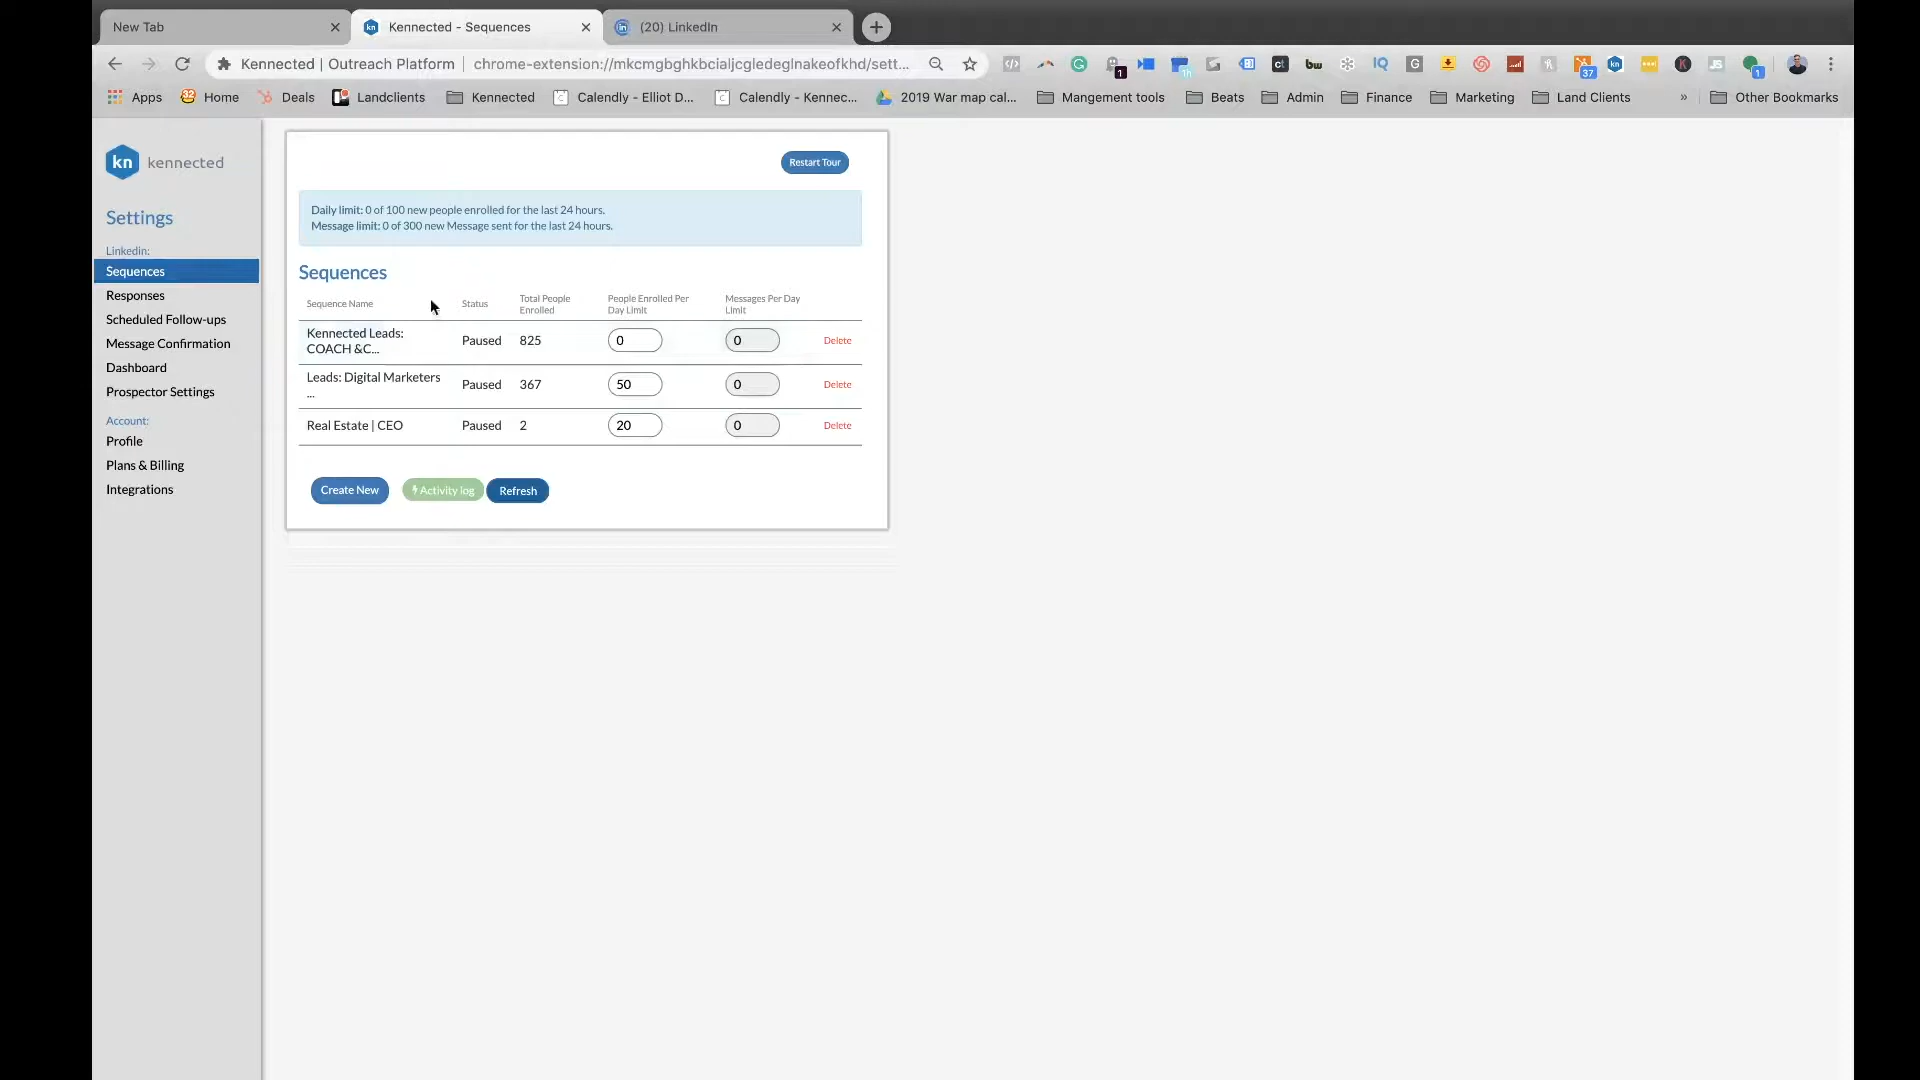 New Tab
Kennected - Sequences
(20) LinkedIn
Kennected | Outreach Platform | chrome-extension://mkcmgbghkbcialjcgledeglnakeofkhd/sett...
Apps
Home
Deals
Landclients
Kennected
Calendly - Elliot D...
Calendly - Kennec...
2019 War map cal...
Mangement tools
Beats
Admin
Finance
Marketing
Land Clients
»
Other Bookmarks
kn kennected
Settings
Linkedin:
Sequences
Responses
Scheduled Follow-ups
Message Confirmation
Dashboard
Prospector Settings
Account:
Profile
Plans & Billing
Integrations
Restart Tour
Daily limit: 0 of 100 new people enrolled for the last 24 hours.
Message limit: 0 of 300 new Message sent for the last 24 hours.
Sequences
Sequence Name
Status
Total People
Enrolled
People Enrolled Per
Day Limit
Messages Per Day
Limit
Kennected Leads:
COACH &C...
Paused
825
0
0
Delete
Leads: Digital Marketers
...
Paused
367
50
0
Delete
Real Estate | CEO
Paused
2
20
0
Delete
Create New
Activity log
Refresh